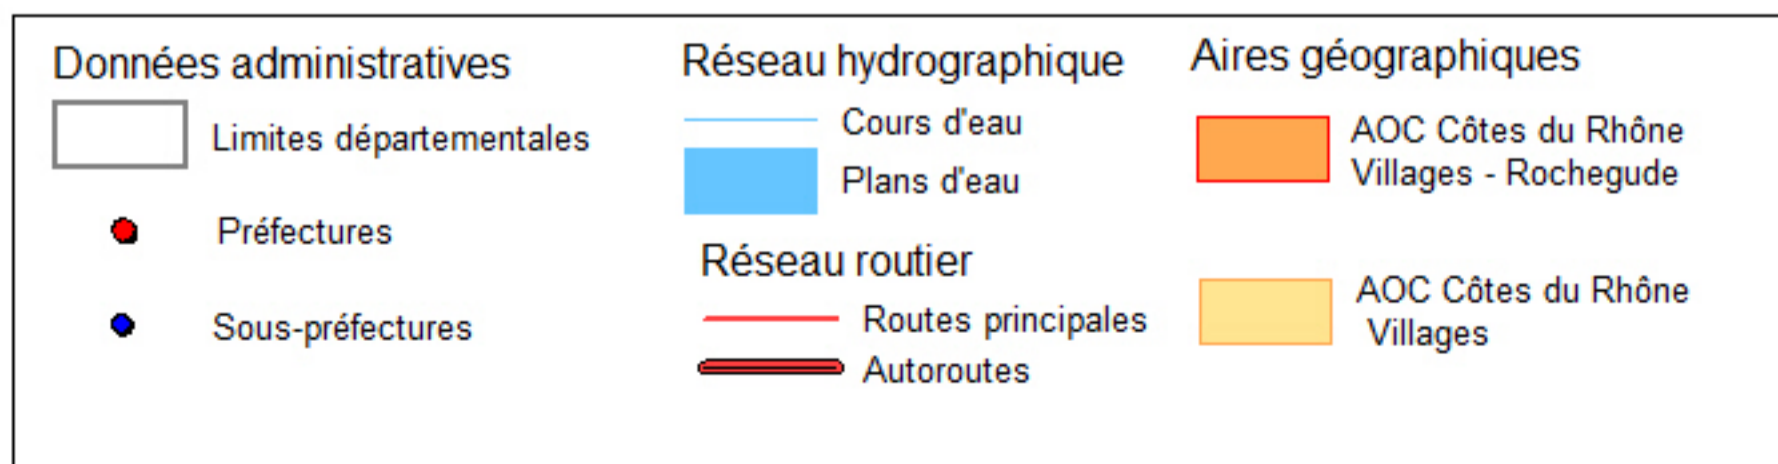 Données administratives
Limites départementales
Préfectures
Sous-préfectures
Réseau hydrographique
Cours d'eau
Plans d'eau
Réseau routier
Routes principales
Autoroutes
Aires géographiques
AOC Côtes du Rhône
Villages - Rochegude
AOC Côtes du Rhône
Villages